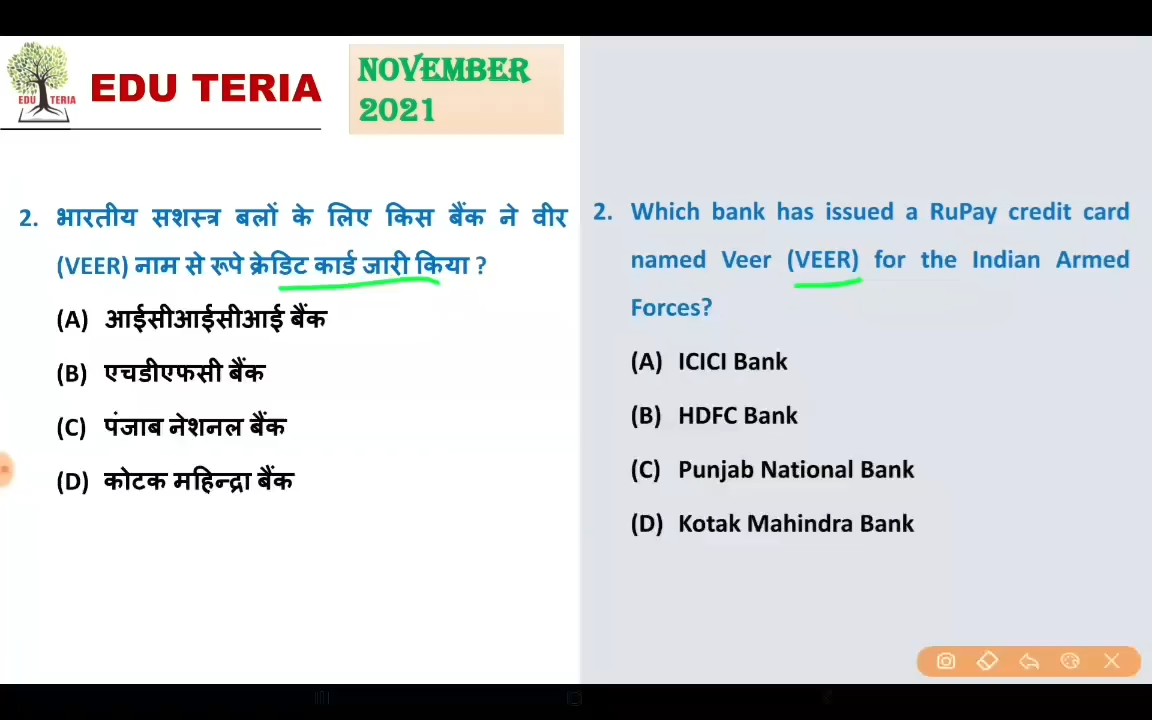 EDU TERIA
EDU TERIA
NOVEMBER
2021
2. भारतीय सशस्त्र बलों के लिए किस बैंक ने वीर
(VEER) नाम से रूपे क्रेडिट कार्ड जारी किया ?
(A) आईसीआईसीआई बैंक
(B) एचडीएफसी बैंक
(C) पंजाब नेशनल बैंक
(D) कोटक महिन्द्रा बैंक
2. Which bank has issued a RuPay credit card
named Veer (VEER) for the Indian Armed
Forces?
(A) ICICI Bank
(B) HDFC Bank
(C) Punjab National Bank
(D) Kotak Mahindra Bank